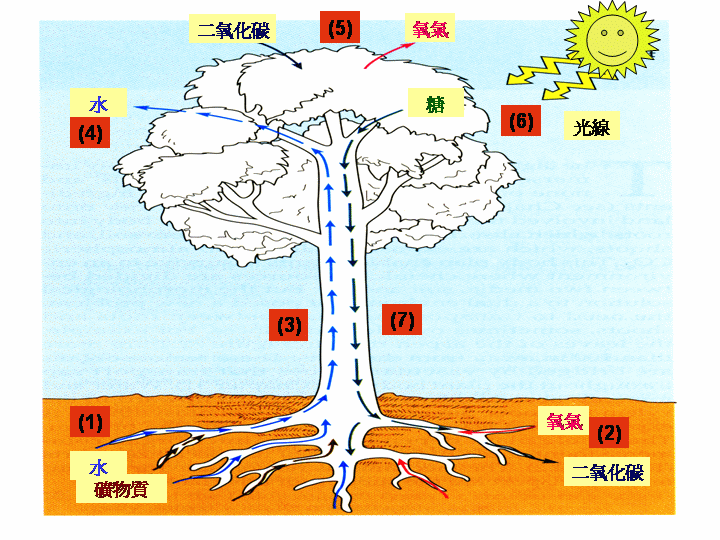 二氧化碳
(5)
氧氣
水
(4)
糖
(6)
光線
(3)
(7)
(1)
水
礦物質
氧氣
(2)
二氧化碳